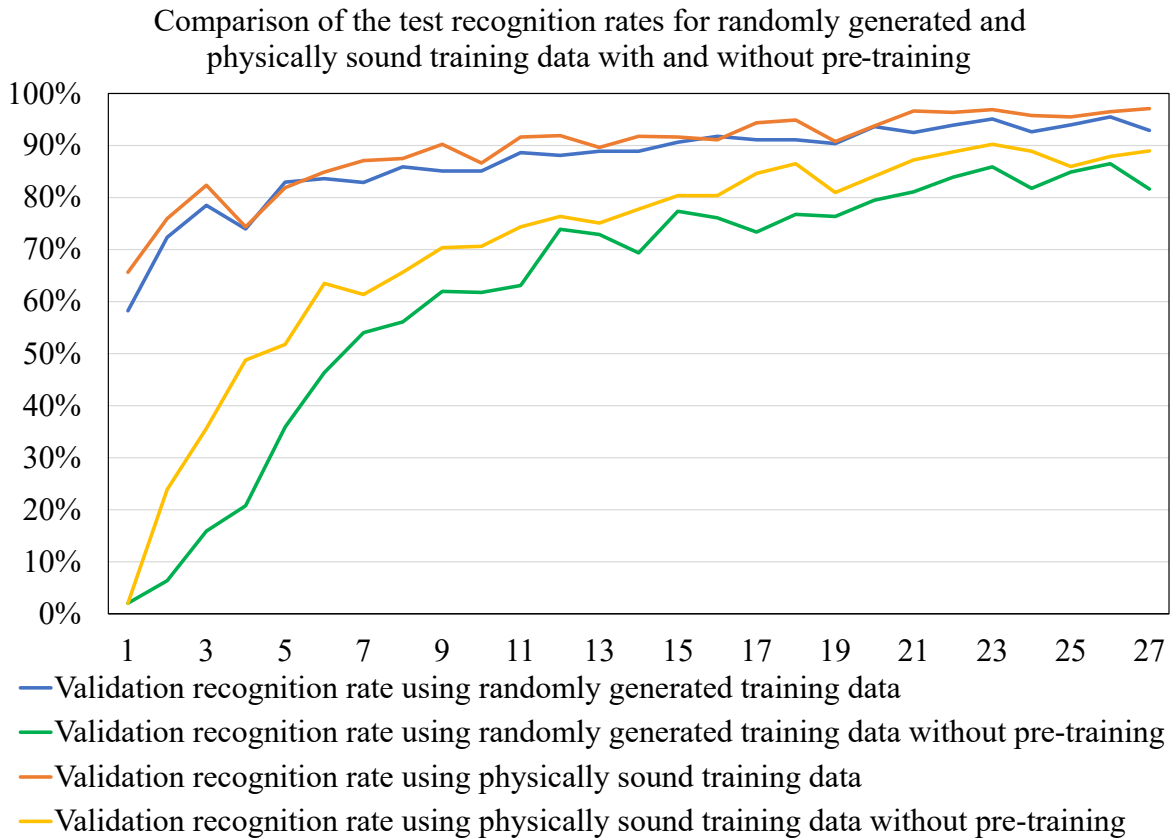 Comparison of the test recognition rates for randomly generated and
physically sound training data with and without pre-training
100%
90%
80%
70%
60%
50%
40%
30%
20%
10%
0%
1 3 5 7 9 11 13 15 17 19 21 23 25 27
Validation recognition rate using randomly generated training data
Validation recognition rate using randomly generated training data without pre-training
Validation recognition rate using physically sound training data
Validation recognition rate using physically sound training data without pre-training